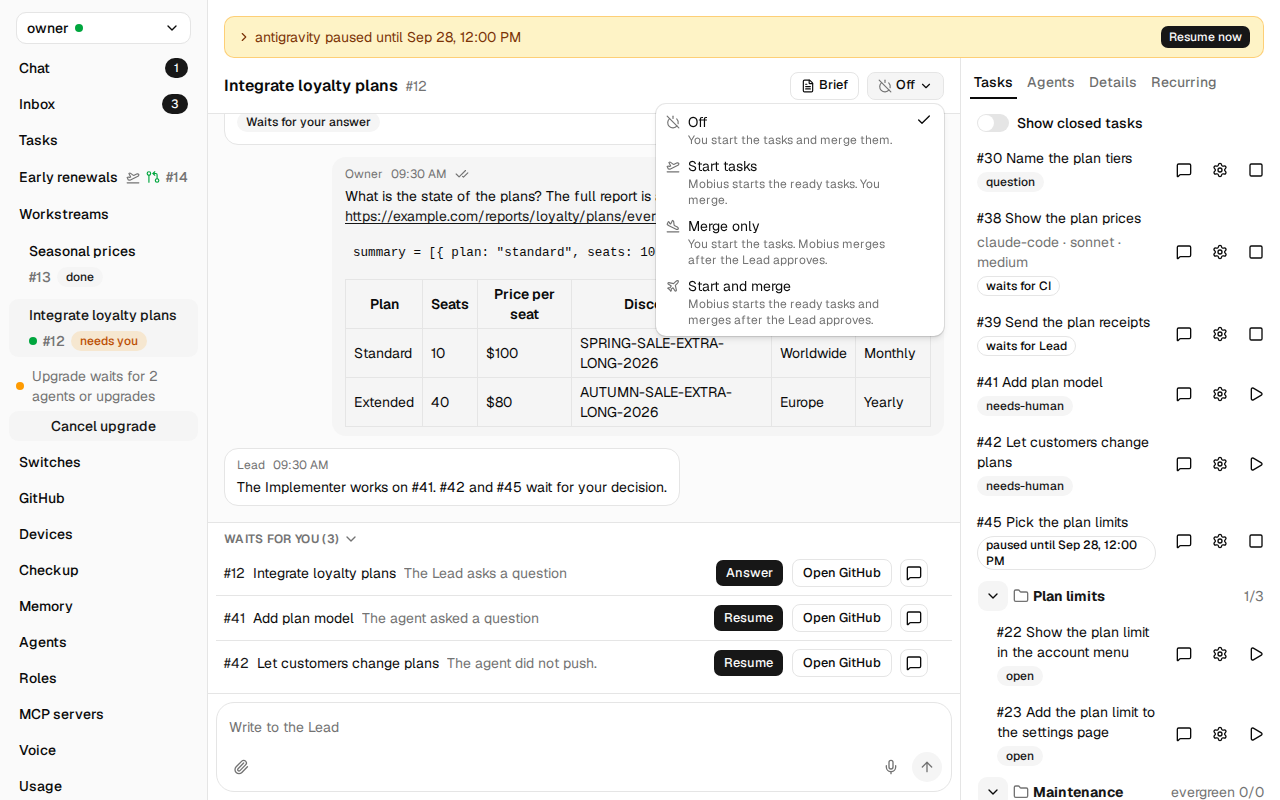 owner
Chat 1
Inbox 3
Tasks
Early renewals #14
Workstreams
Seasonal prices
#13 done
Integrate loyalty plans
#12 needs you
Upgrade waits for 2
agents or upgrades
Cancel upgrade
Switches
GitHub
Devices
Checkup
Memory
Agents
Roles
MCP servers
Voice
Usage
antigravity paused until Sep 28, 12:00 PM
Resume now
Integrate loyalty plans #12
Brief
Off
Waits for your answer
Off
You start the tasks and merge them.
Start tasks
Mobius starts the ready tasks. You
merge.
Merge only
You start the tasks. Mobius merges
after the Lead approves.
Start and merge
Mobius starts the ready tasks and
merges after the Lead approves.
Owner 09:30 AM
What is the state of the plans? The full report is
https://example.com/reports/loyalty/plans/ever
summary = [{ plan: "standard", seats: 10
Plan Seats Price per
seat
Standard 10 $100 SPRING-SALE-EXTRA-
LONG-2026 Worldwide Monthly
Extended 40 $80 AUTUMN-SALE-EXTRA-
LONG-2026 Europe Yearly
Lead 09:30 AM
The Implementer works on #41. #42 and #45 wait for your decision.
WAITS FOR YOU (3)
#12 Integrate loyalty plans The Lead asks a question Answer Open GitHub
#41 Add plan model The agent asked a question Resume Open GitHub
#42 Let customers change plans The agent did not push. Resume Open GitHub
Write to the Lead
Tasks Agents Details Recurring
Show closed tasks
#30 Name the plan tiers
question
#38 Show the plan prices
claude-code · sonnet ·
medium
waits for CI
#39 Send the plan receipts
waits for Lead
#41 Add plan model
needs-human
#42 Let customers change
plans
needs-human
#45 Pick the plan limits
paused until Sep 28, 12:00
PM
Plan limits 1/3
#22 Show the plan limit
in the account menu
open
#23 Add the plan limit to
the settings page
open
Maintenance evergreen 0/0